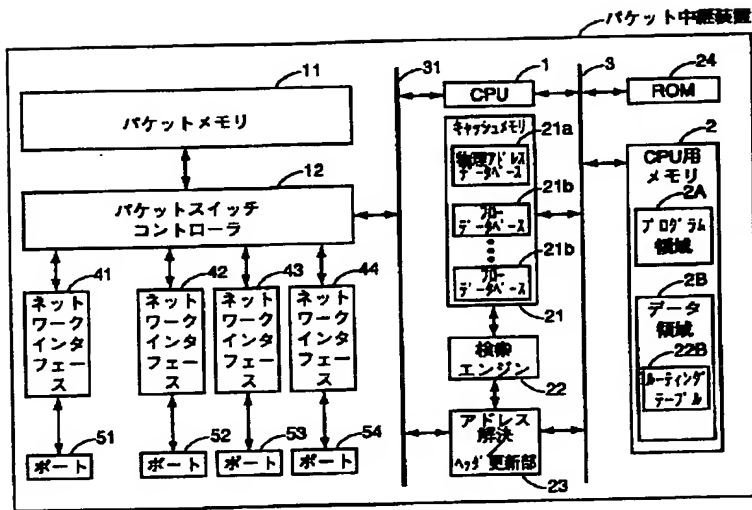 パケット中継装置
11
パケットメモリ
12
パケットスイッチ
コントローラ
41
ネットワークインターフェース
42
ネットワークインターフェース
43
ネットワークインターフェース
44
ネットワークインターフェース
51
ポート
52
ポート
53
ポート
54
ポート
31
1
CPU
キャッシュメモリ
21a
物理アドレス
データベース
21b
フロー
データベース
21b
フロー
データベース
21
検索
エンジン
22
アドレス
解決/
ヘッダ更新部
23
3
24
ROM
2
CPU用
メモリ
2A
プログラム
領域
2B
データ
領域
22B
ルーティング
テーブル